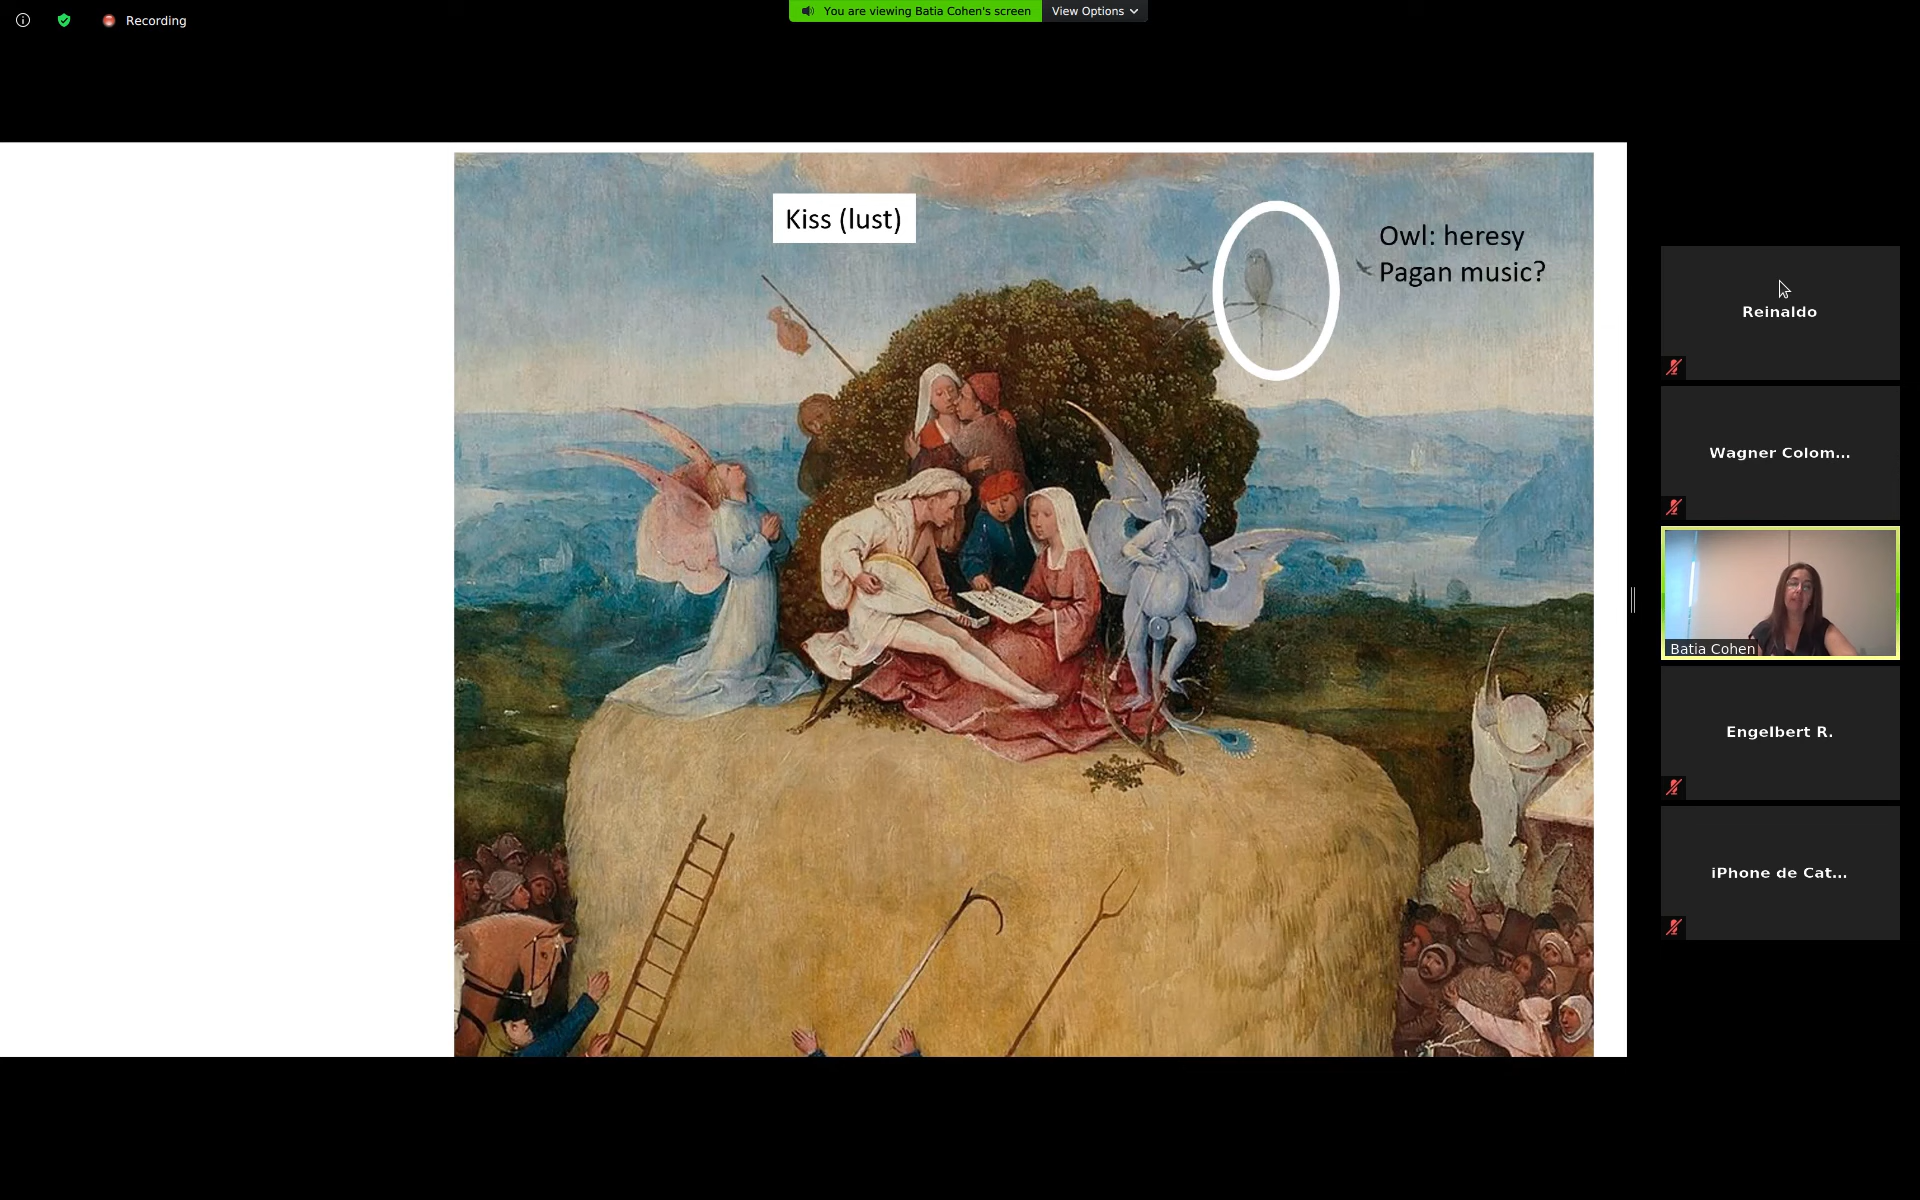 Recording
You are viewing Batia Cohen's screen
View Options
Kiss (lust)
Owl: heresy
Pagan music?
Reinaldo
Wagner Colom...
Batia Cohen
Engelbert R.
iPhone de Cat...